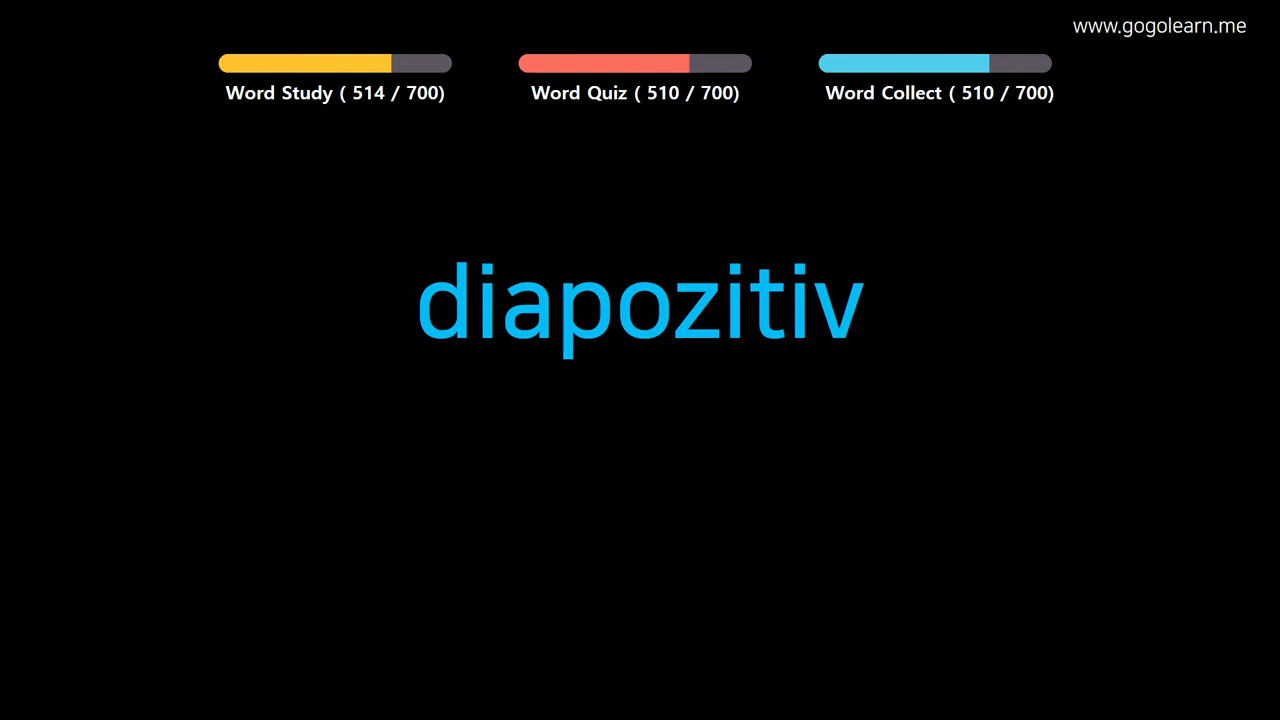 www.gogolearn.me
Word Study ( 514 / 700)
Word Quiz ( 510 / 700)
Word Collect ( 510 / 700)
diapozitiv